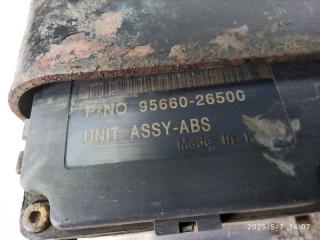 P/NO 95660-26500
UNIT ASSY-ABS
Made In
2025/5/7 14:07